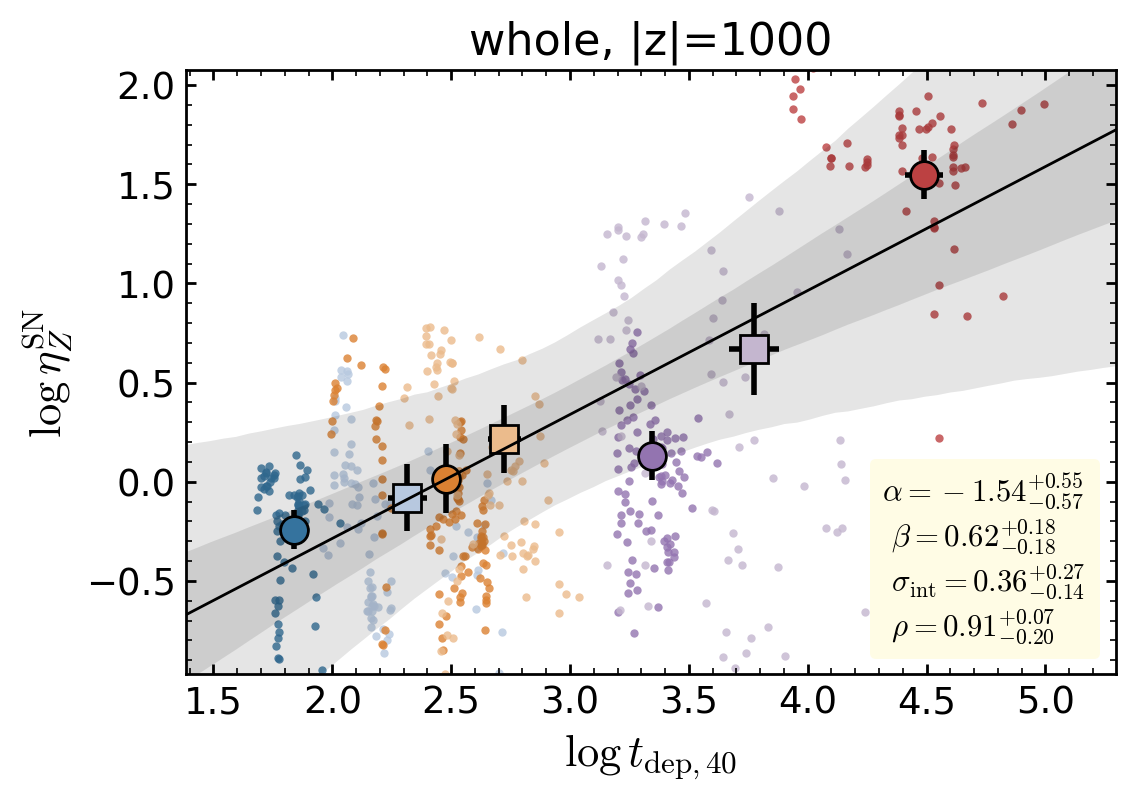 whole, |z|=1000
2.0
1.5
1.0
0.5
0.0
−0.5
log η_Z^SN
α = − 1.54^{+0.55}_{−0.57}
β = 0.62^{+0.18}_{−0.18}
σ_int = 0.36^{+0.27}_{−0.14}
ρ = 0.91^{+0.07}_{−0.20}
1.5 2.0 2.5 3.0 3.5 4.0 4.5 5.0
log t_{dep, 40}